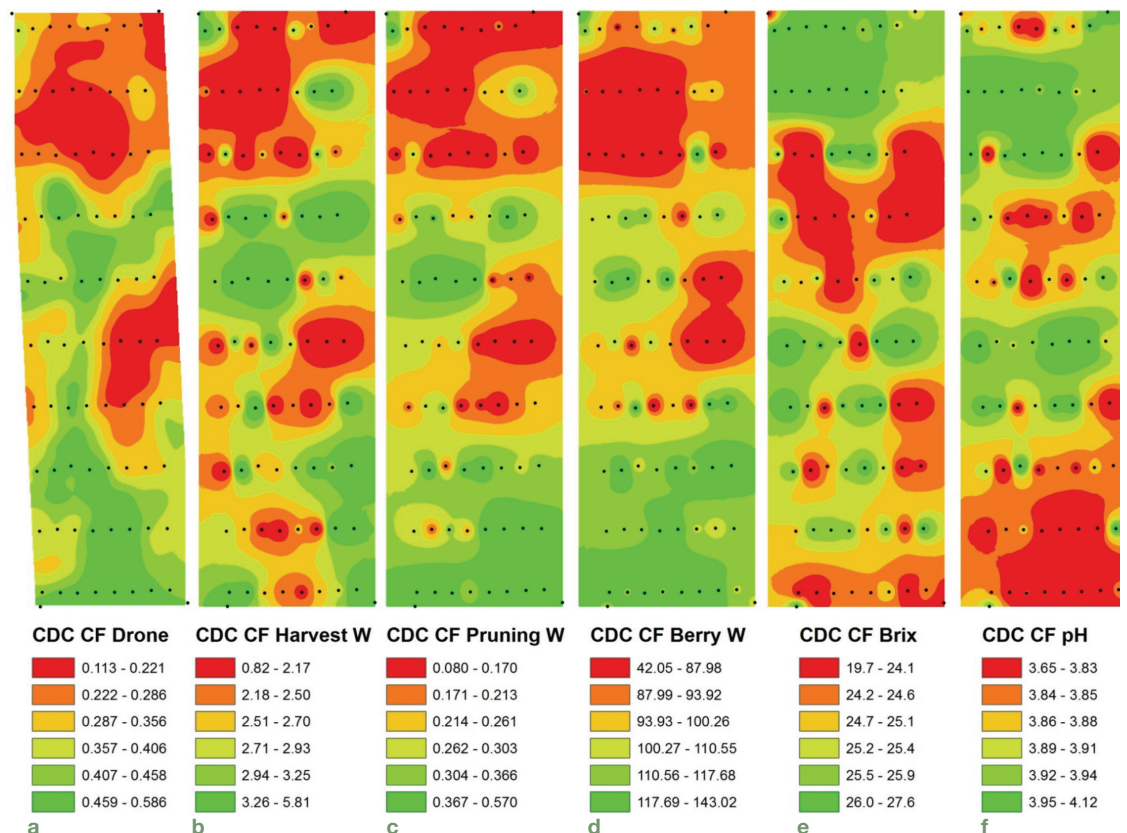 CDC CF Drone
0.113 - 0.221
0.222 - 0.286
0.287 - 0.356
0.357 - 0.406
0.407 - 0.458
0.459 - 0.586
a
CDC CF Harvest W
0.82 - 2.17
2.18 - 2.50
2.51 - 2.70
2.71 - 2.93
2.94 - 3.25
3.26 - 5.81
b
CDC CF Pruning W
0.080 - 0.170
0.171 - 0.213
0.214 - 0.261
0.262 - 0.303
0.304 - 0.366
0.367 - 0.570
c
CDC CF Berry W
42.05 - 87.98
87.99 - 93.92
93.93 - 100.26
100.27 - 110.55
110.56 - 117.68
117.69 - 143.02
d
CDC CF Brix
19.7 - 24.1
24.2 - 24.6
24.7 - 25.1
25.2 - 25.4
25.5 - 25.9
26.0 - 27.6
e
CDC CF pH
3.65 - 3.83
3.84 - 3.85
3.86 - 3.88
3.89 - 3.91
3.92 - 3.94
3.95 - 4.12
f